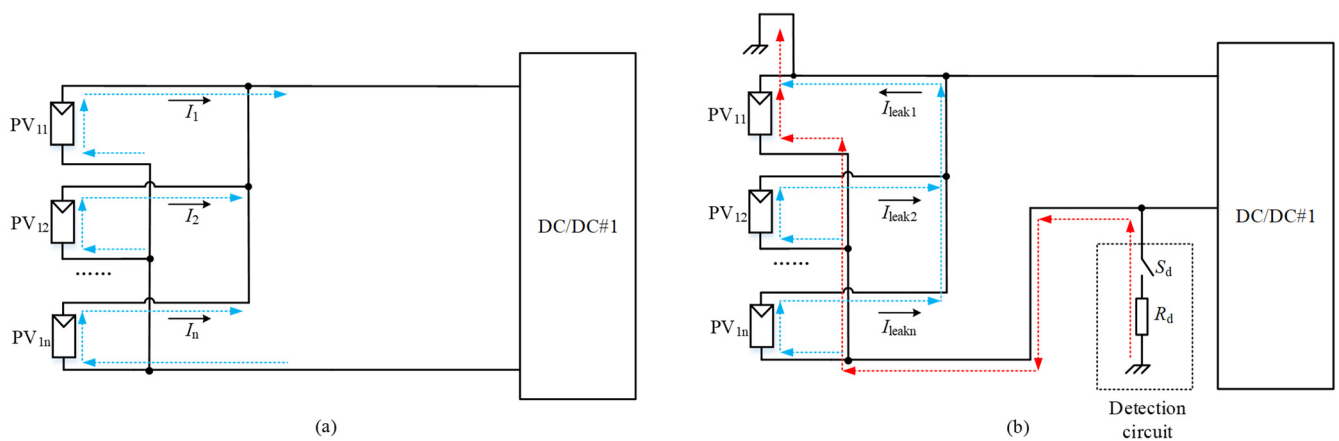 PV11
I1
PV12
I2
......
PV1n
In
DC/DC#1
(a)
PV11
Ileak1
PV12
Ileak2
......
PV1n
Ileakn
Sd
Rd
Detection
circuit
DC/DC#1
(b)